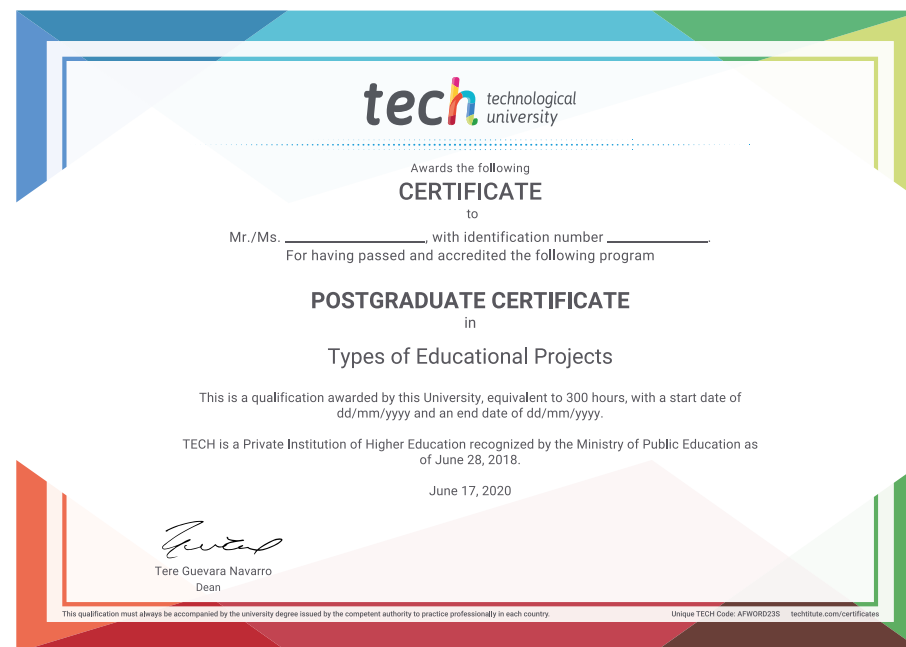 tech technological
university
Awards the following
CERTIFICATE
to
Mr./Ms. ____________________, with identification number ______________.
For having passed and accredited the following program
POSTGRADUATE CERTIFICATE
in
Types of Educational Projects
This is a qualification awarded by this University, equivalent to 300 hours, with a start date of
dd/mm/yyyy and an end date of dd/mm/yyyy.
TECH is a Private Institution of Higher Education recognized by the Ministry of Public Education as
of June 28, 2018.
June 17, 2020
Tere Guevara Navarro
Dean
This qualification must always be accompanied by the university degree issued by the competent authority to practice professionally in each country.
Unique TECH Code: AFWORD23S techtitute.com/certificates